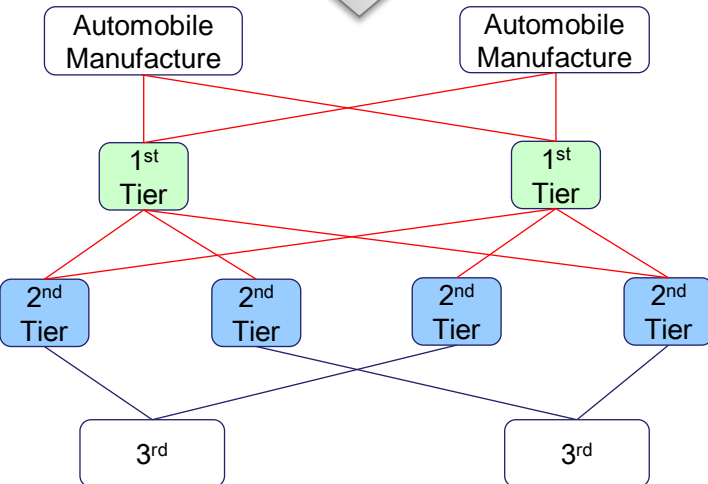 Automobile
Manufacture
Automobile
Manufacture
1st
Tier
1st
Tier
2nd
Tier
2nd
Tier
2nd
Tier
2nd
Tier
3rd
3rd